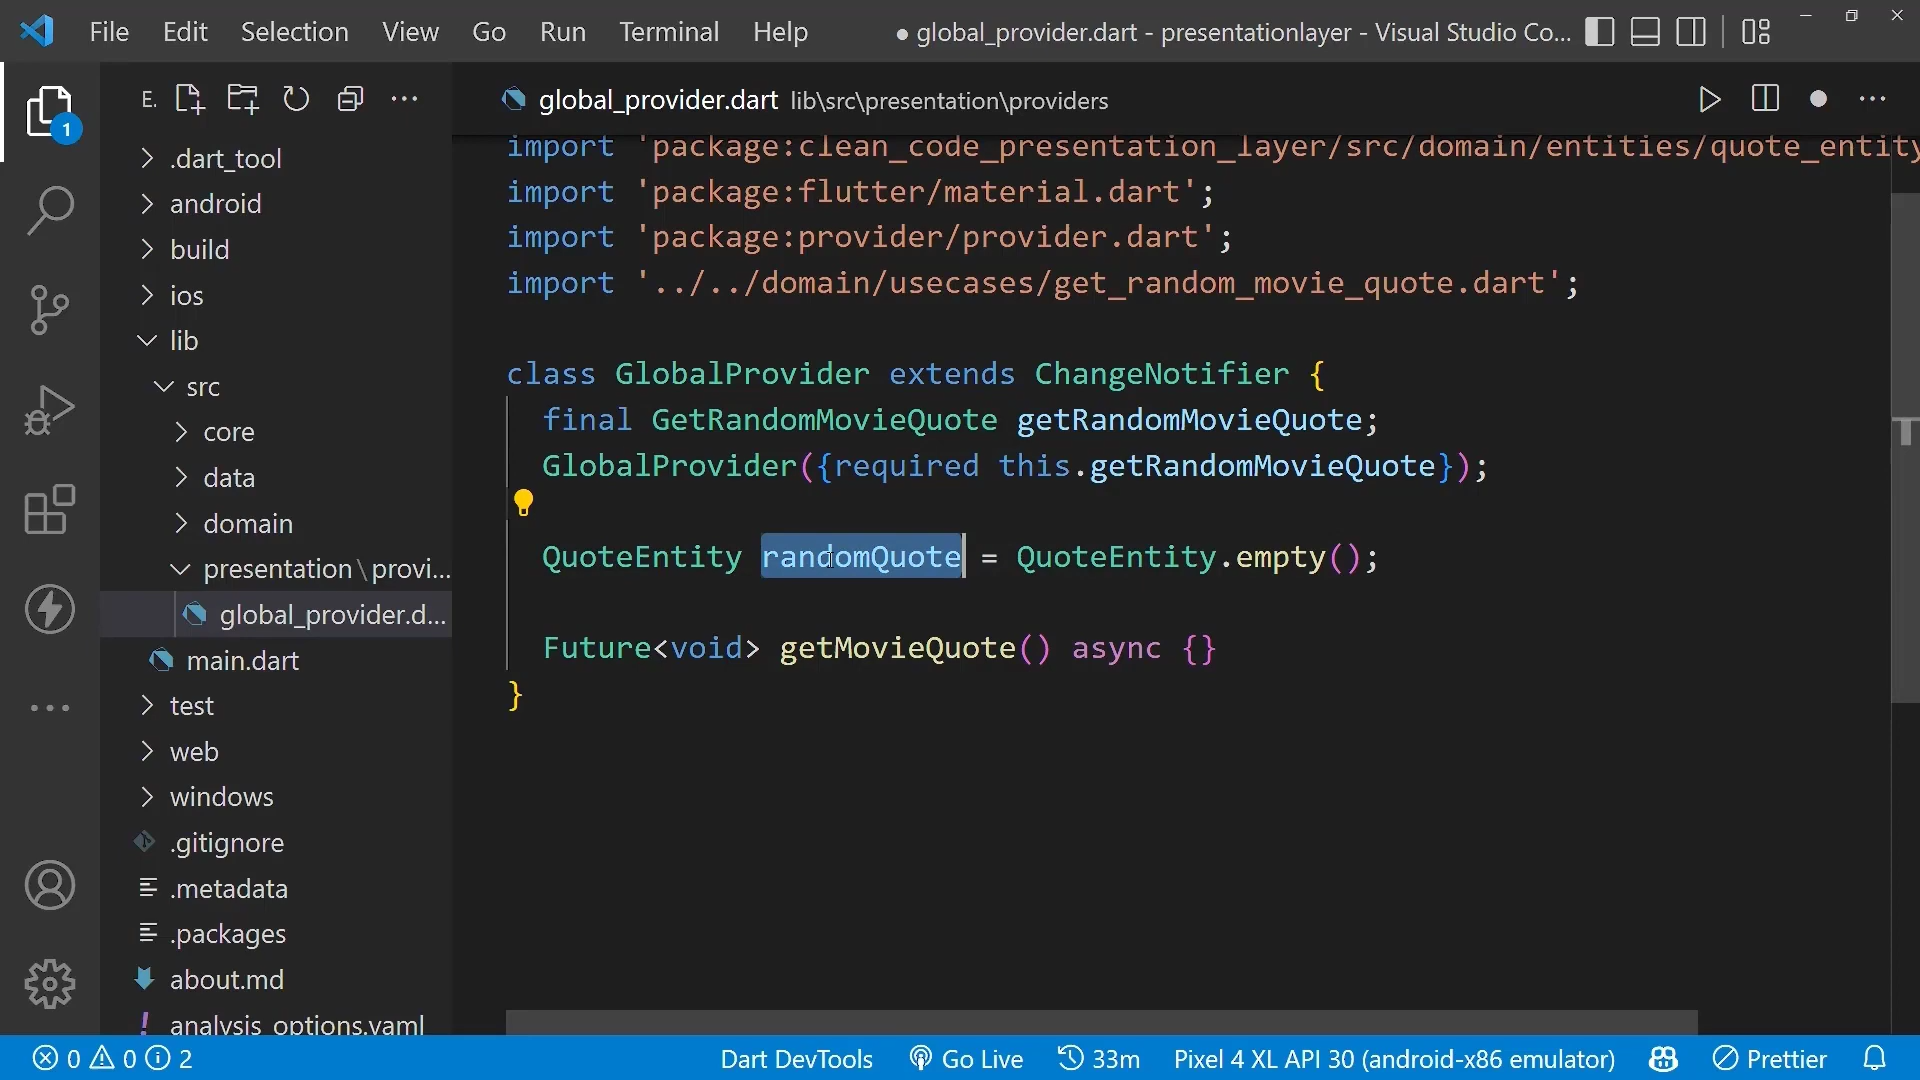 File Edit Selection View Go Run Terminal Help
● global_provider.dart - presentationlayer - Visual Studio Co...
E.
global_provider.dart lib\src\presentation\providers
1
.dart_tool
android
build
ios
lib
src
core
data
domain
presentation\provi...
global_provider.d...
main.dart
test
web
windows
.gitignore
.metadata
.packages
about.md
analysis_options.yaml
import 'package:clean_code_presentation_layer/src/domain/entities/quote_entity
import 'package:flutter/material.dart';
import 'package:provider/provider.dart';
import '../../domain/usecases/get_random_movie_quote.dart';
class GlobalProvider extends ChangeNotifier {
final GetRandomMovieQuote getRandomMovieQuote;
GlobalProvider({required this.getRandomMovieQuote});
QuoteEntity randomQuote = QuoteEntity.empty();
Future<void> getMovieQuote() async {}
}
0 0 2 Dart DevTools Go Live 33m Pixel 4 XL API 30 (android-x86 emulator) Prettier